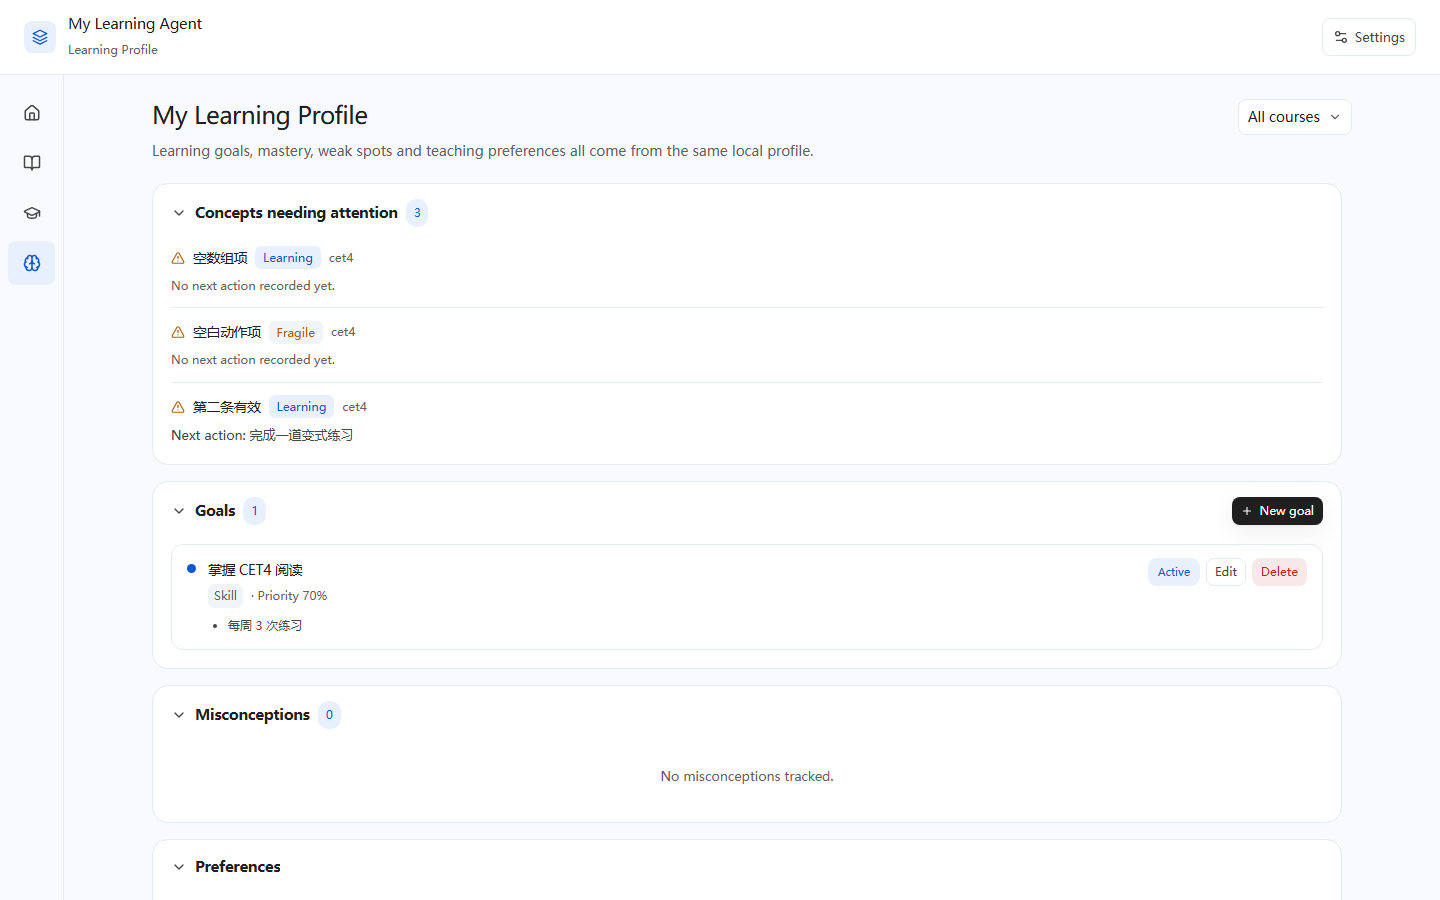 My Learning Agent
Learning Profile
Settings
My Learning Profile
All courses
Learning goals, mastery, weak spots and teaching preferences all come from the same local profile.
Concepts needing attention 3
空数组项 Learning cet4
No next action recorded yet.
空白动作项 Fragile cet4
No next action recorded yet.
第二条有效 Learning cet4
Next action: 完成一道变式练习
Goals 1
+ New goal
掌握 CET4 阅读
Active Edit Delete
Skill · Priority 70%
• 每周 3 次练习
Misconceptions 0
No misconceptions tracked.
Preferences